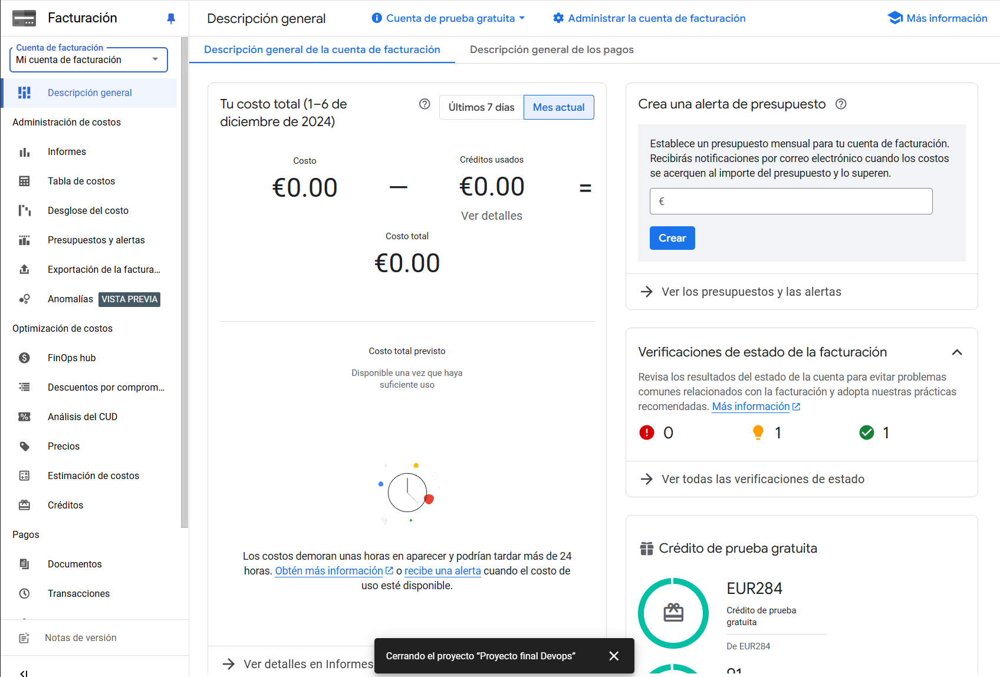 Facturación
Descripción general
Cuenta de prueba gratuita
Administrar la cuenta de facturación
Más información
Cuenta de facturación
Mi cuenta de facturación
Descripción general
Administración de costos
Informes
Tabla de costos
Desglose del costo
Presupuestos y alertas
Exportación de la factura...
Anomalías VISTA PREVIA
Optimización de costos
FinOps hub
Descuentos por comprom...
Análisis del CUD
Precios
Estimación de costos
Créditos
Pagos
Documentos
Transacciones
Notas de versión
Descripción general de la cuenta de facturación
Descripción general de los pagos
Tu costo total (1–6 de
diciembre de 2024)
Últimos 7 días
Mes actual
Costo
€0.00
—
Créditos usados
€0.00
Ver detalles
=
Costo total
€0.00
Costo total previsto
Disponible una vez que haya
suficiente uso
Los costos demoran unas horas en aparecer y podrían tardar más de 24
horas. Obtén más información o recibe una alerta cuando el costo de
uso esté disponible.
Ver detalles en Informes
Crea una alerta de presupuesto
Establece un presupuesto mensual para tu cuenta de facturación.
Recibirás notificaciones por correo electrónico cuando los costos
se acerquen al importe del presupuesto y lo superen.
€
Crear
Ver los presupuestos y las alertas
Verificaciones de estado de la facturación
Revisa los resultados del estado de la cuenta para evitar problemas
comunes relacionados con la facturación y adopta nuestras prácticas
recomendadas. Más información
0
1
1
Ver todas las verificaciones de estado
Crédito de prueba gratuita
EUR284
Crédito de prueba
gratuita
De EUR284
91
Cerrando el proyecto “Proyecto final Devops”